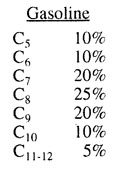 Gasoline
C₅ 10%
C₆ 10%
C₇ 20%
C₈ 25%
C₉ 20%
C₁₀ 10%
C₁₁₋₁₂ 5%